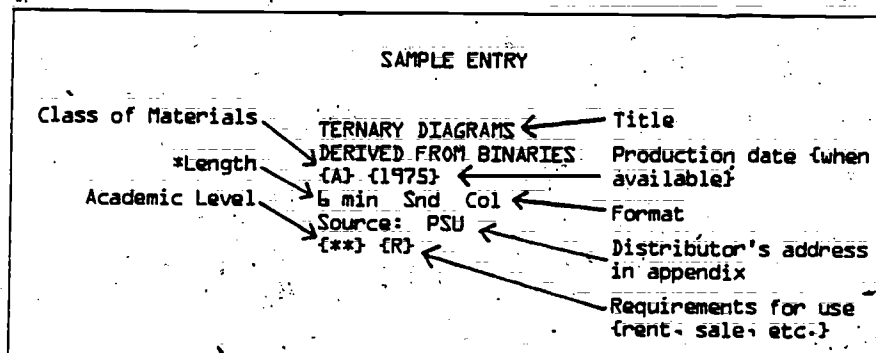 SAMPLE ENTRY
Class of Materials
*Length
Academic Level
TERNARY DIAGRAMS
DERIVED FROM BINARIES
{A} {1975}
6 min Snd Col
Source: PSU
{**} {R}
Title
Production date {when
available}
Format
Distributor's address
in appendix
Requirements for use
{rent, sale, etc.}